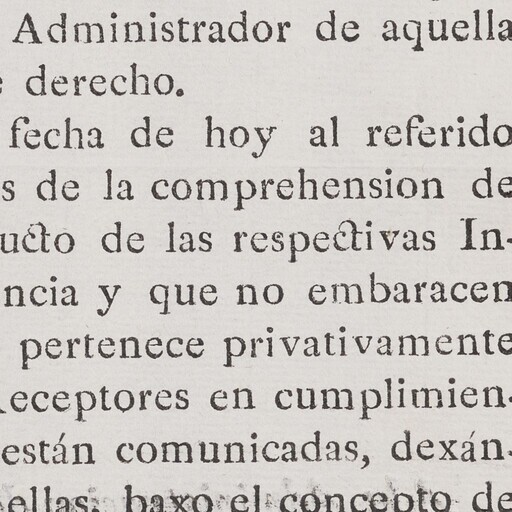 Administrador de aquella
e derecho.
fecha de hoy al referido
s de la comprehension de
ucto de las respectivas In-
ncia y que no embaracen
pertenece privativamente
Receptores en cumplimien-
están comunicadas, dexán-
ellas, baxo el concepto de